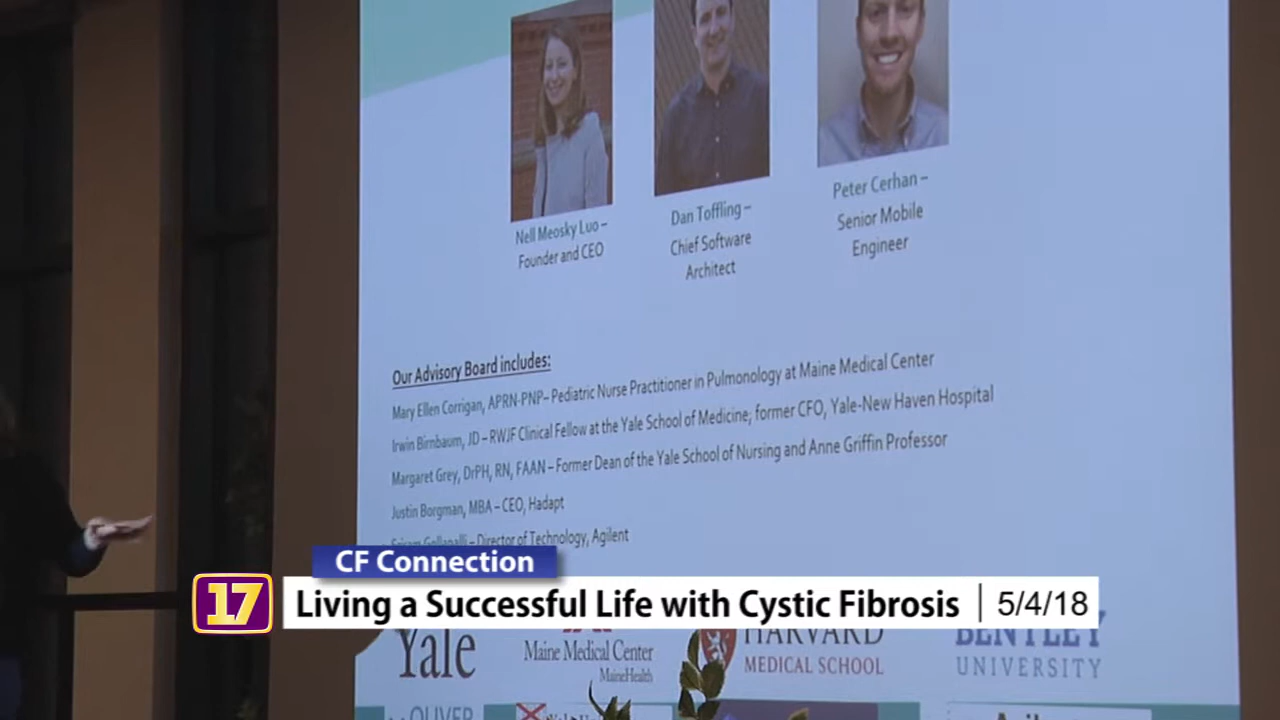 Nell Meosky Luo –
Founder and CEO
Dan Toffling –
Chief Software
Architect
Peter Cerhan –
Senior Mobile
Engineer
Our Advisory Board includes:
Mary Ellen Corrigan, APRN-PNP– Pediatric Nurse Practitioner in Pulmonology at Maine Medical Center
Irwin Birnbaum, JD – RWJF Clinical Fellow at the Yale School of Medicine; former CFO, Yale-New Haven Hospital
Margaret Grey, DrPH, RN, FAAN – Former Dean of the Yale School of Nursing and Anne Griffin Professor
Justin Borgman, MBA – CEO, Hadapt
– Director of Technology, Agilent
CF Connection
17 Living a Successful Life with Cystic Fibrosis | 5/4/18
Yale
Maine Medical Center
MaineHealth
HARVARD
MEDICAL SCHOOL
BENTLEY
UNIVERSITY
OLIVER